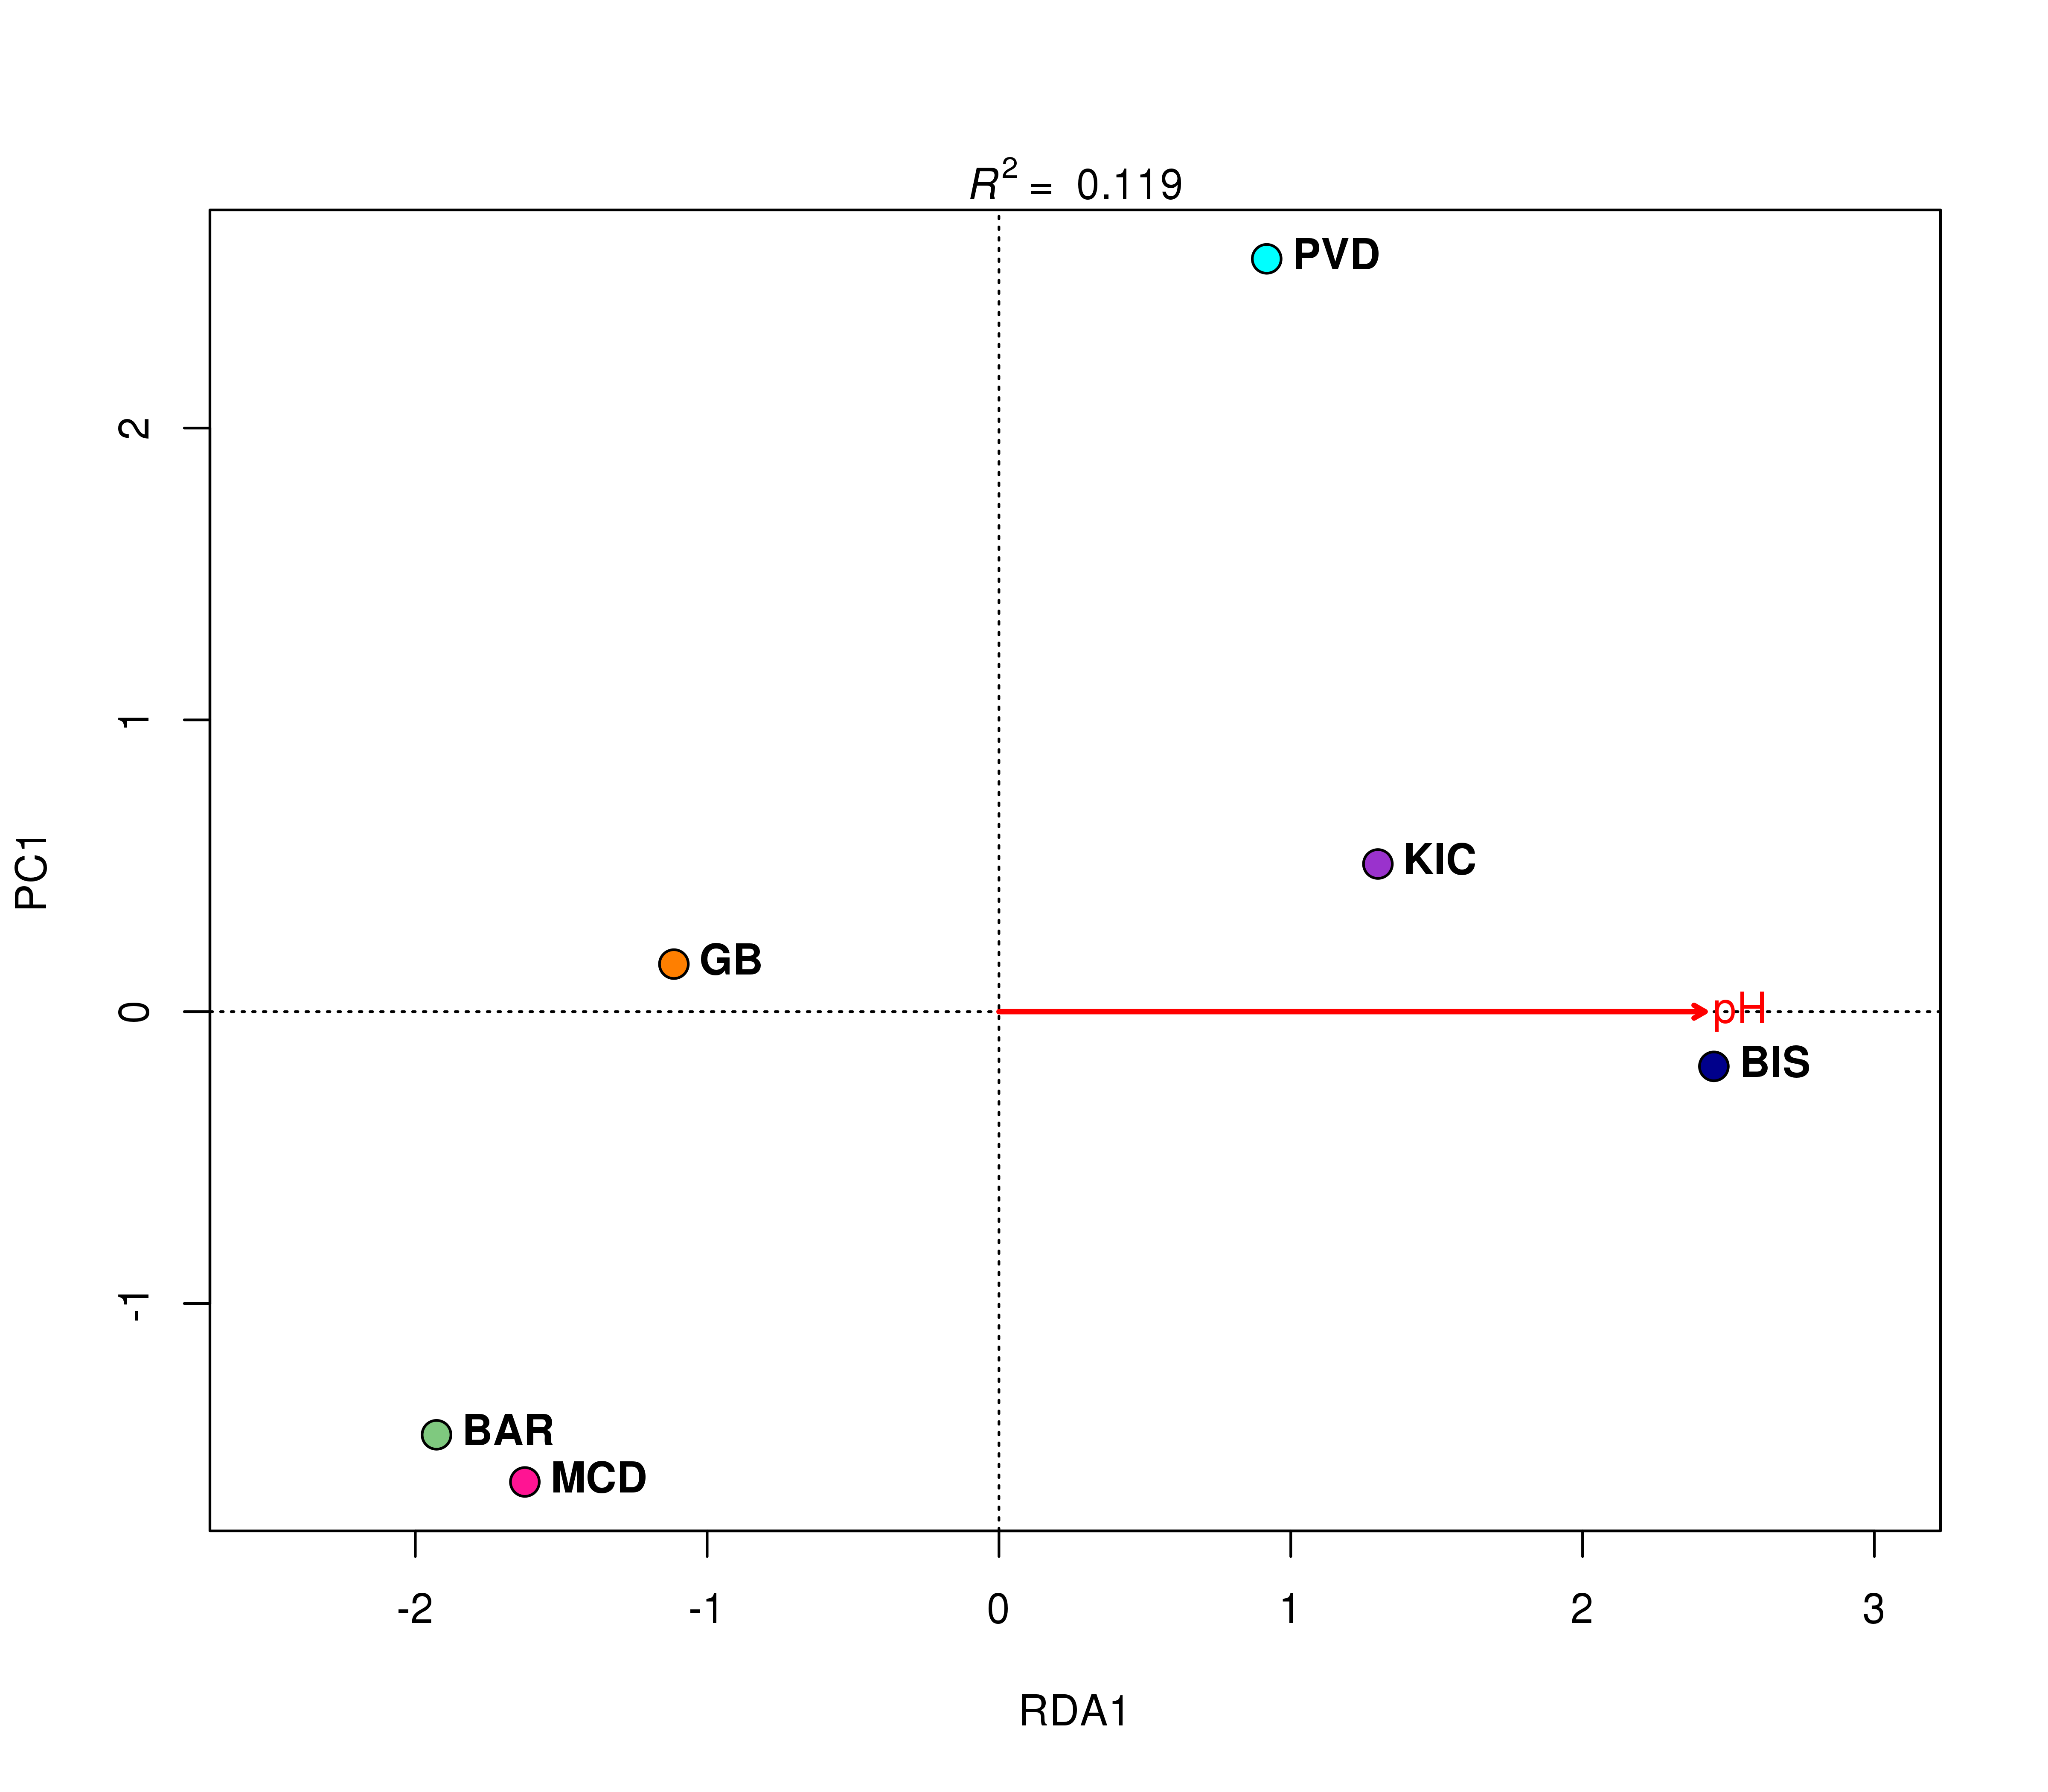 R² = 0.119
PVD
2
1
KIC
PC1
GB
pH
0
BIS
-1
BAR
MCD
-2 -1 0 1 2 3
RDA1